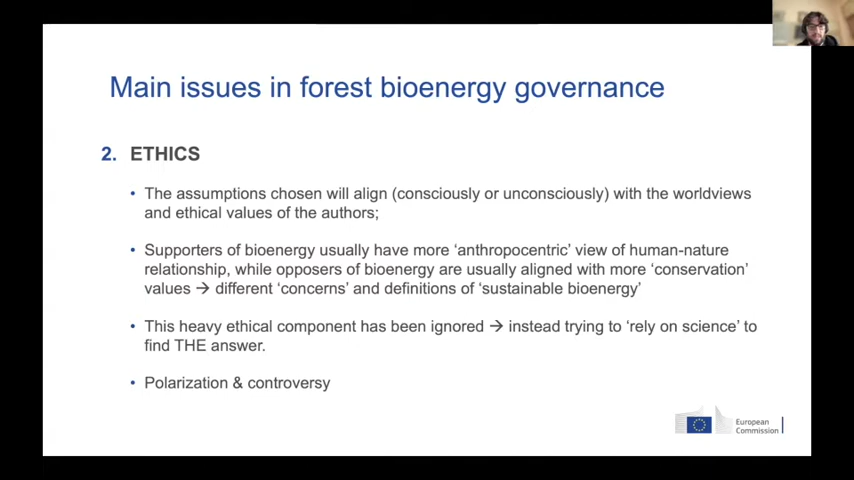 Main issues in forest bioenergy governance
2. ETHICS
• The assumptions chosen will align (consciously or unconsciously) with the worldviews
and ethical values of the authors;
• Supporters of bioenergy usually have more ‘anthropocentric’ view of human-nature
relationship, while opposers of bioenergy are usually aligned with more ‘conservation’
values → different ‘concerns’ and definitions of ‘sustainable bioenergy’
• This heavy ethical component has been ignored → instead trying to ‘rely on science’ to
find THE answer.
• Polarization & controversy
European
Commission